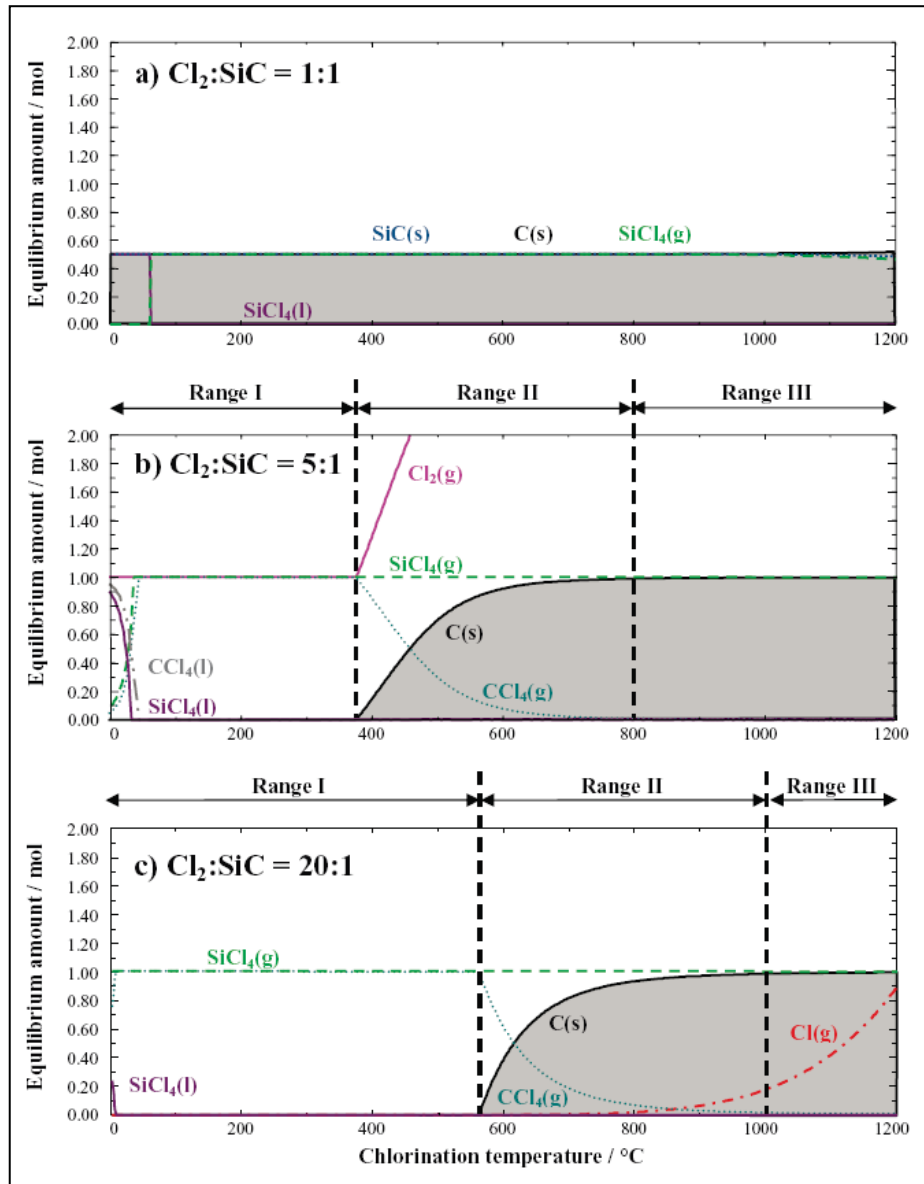 a) Cl₂:SiC = 1:1
Equilibrium amount / mol
2.00
1.80
1.60
1.40
1.20
1.00
0.80
0.60
0.40
0.20
0.00
SiC(s) C(s) SiCl₄(g)
SiCl₄(l)
0 200 400 600 800 1000 1200
Range I Range II Range III
b) Cl₂:SiC = 5:1
Equilibrium amount / mol
2.00
1.80
1.60
1.40
1.20
1.00
0.80
0.60
0.40
0.20
0.00
Cl₂(g)
SiCl₄(g)
C(s)
CCl₄(l)
CCl₄(g)
SiCl₄(l)
0 200 400 600 800 1000 1200
Range I Range II Range III
c) Cl₂:SiC = 20:1
Equilibrium amount / mol
2.00
1.80
1.60
1.40
1.20
1.00
0.80
0.60
0.40
0.20
0.00
SiCl₄(g)
C(s)
Cl(g)
SiCl₄(l)
CCl₄(g)
0 200 400 600 800 1000 1200
Chlorination temperature / °C